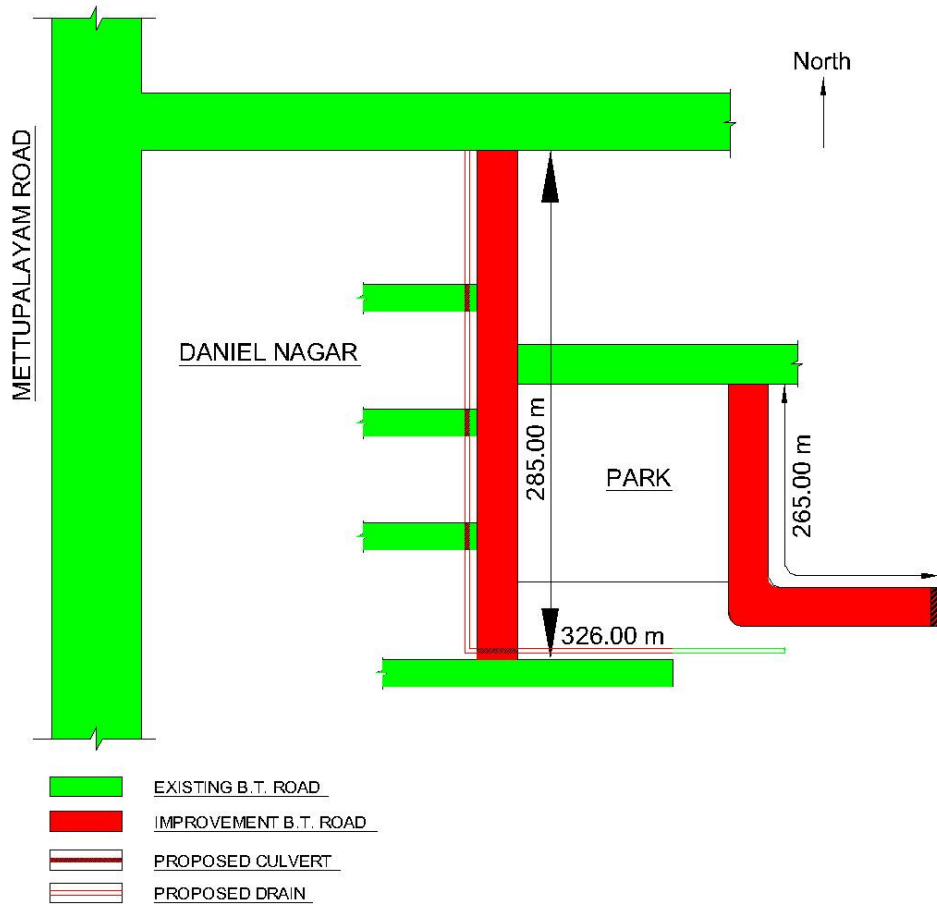 North
METTUPALAYAM ROAD
DANIEL NAGAR
285.00 m
PARK
265.00 m
326.00 m
EXISTING B.T. ROAD
IMPROVEMENT B.T. ROAD
PROPOSED CULVERT
PROPOSED DRAIN